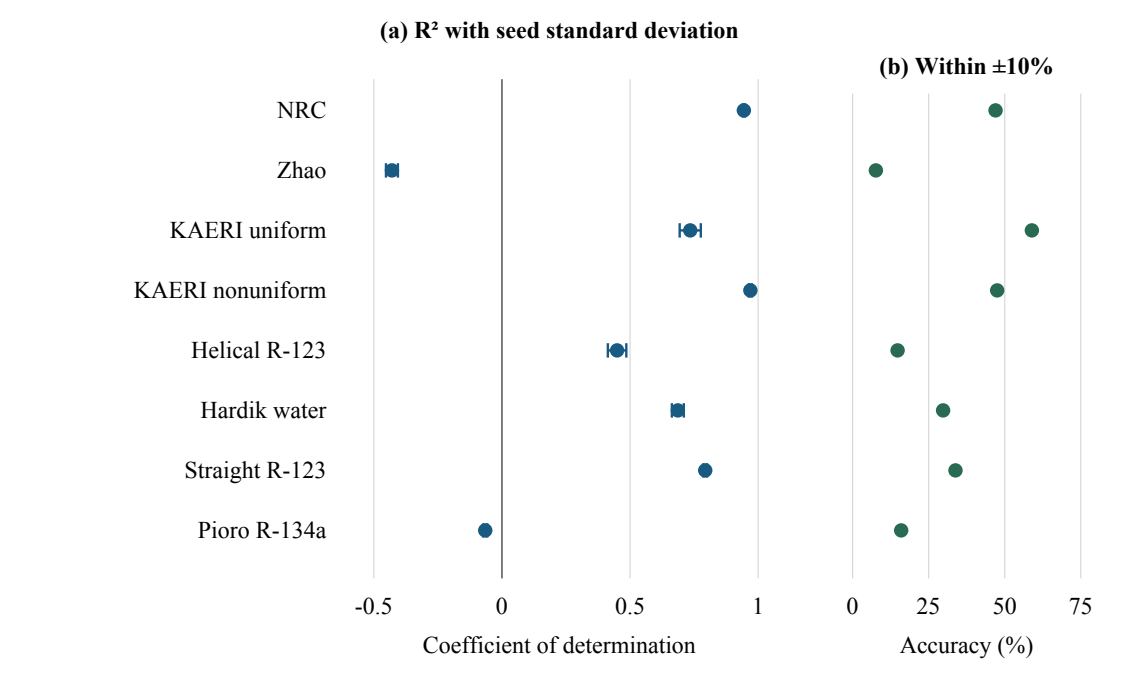 (a) R² with seed standard deviation
(b) Within ±10%
NRC
Zhao
KAERI uniform
KAERI nonuniform
Helical R-123
Hardik water
Straight R-123
Pioro R-134a
-0.5 0 0.5 1 0 25 50 75
Coefficient of determination Accuracy (%)